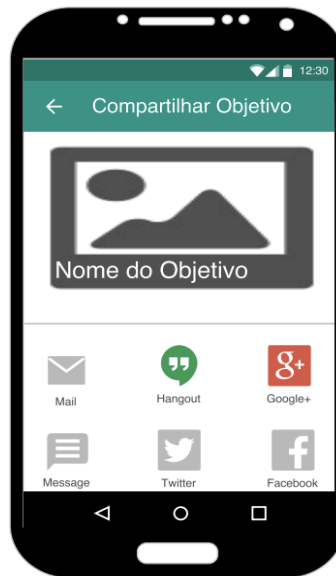 12:30
Compartilhar Objetivo
Nome do Objetivo
Mail
Hangout
g+
Google+
Message
Twitter
f
Facebook